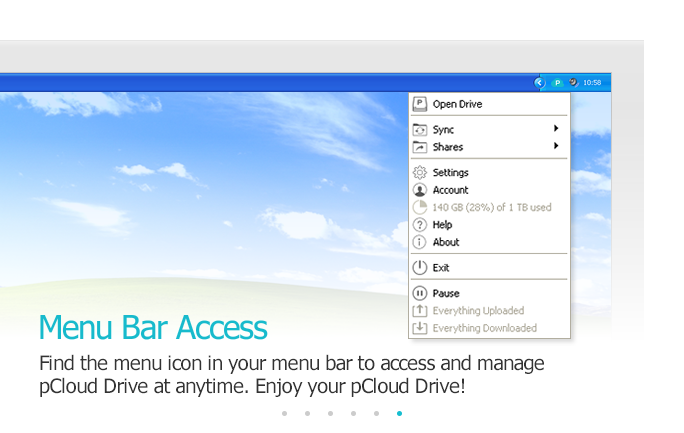 P 10:58
P Open Drive
Sync
Shares
Settings
Account
140 GB (28%) of 1 TB used
? Help
i About
Exit
Pause
Everything Uploaded
Everything Downloaded
Menu Bar Access
Find the menu icon in your menu bar to access and manage
pCloud Drive at anytime. Enjoy your pCloud Drive!